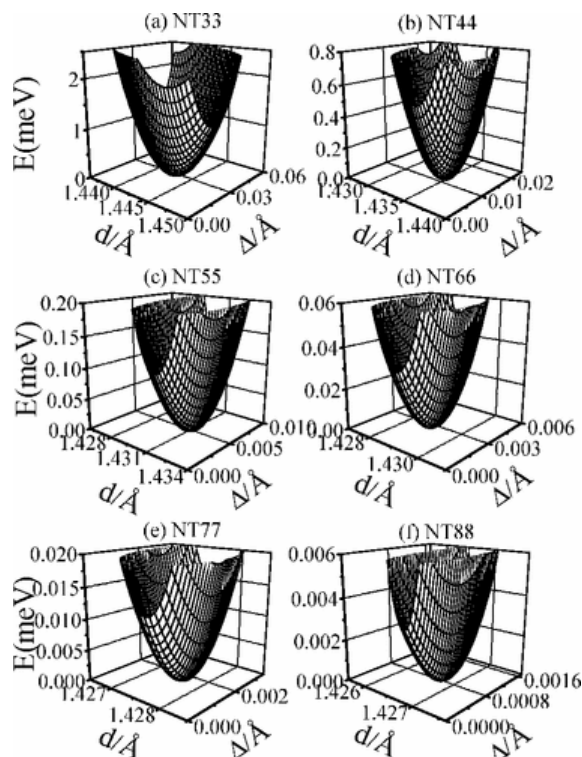 (a) NT33
E(meV)
2
1
0
1.440
1.445
1.450
d/Å
0.00
0.03
0.06
Δ/Å
(b) NT44
0.8
0.6
0.4
0.2
0.0
1.430
1.435
1.440
d/Å
0.00
0.01
0.02
Δ/Å
(c) NT55
E(meV)
0.20
0.15
0.10
0.05
0.00
1.428
1.431
1.434
d/Å
0.000
0.005
0.010
Δ/Å
(d) NT66
0.06
0.04
0.02
0.00
1.428
1.430
d/Å
0.000
0.003
0.006
Δ/Å
(e) NT77
E(meV)
0.020
0.015
0.010
0.005
0.000
1.427
1.428
d/Å
0.000
0.002
Δ/Å
(f) NT88
0.006
0.004
0.002
0.000
1.426
1.427
d/Å
0.0000
0.0008
0.0016
Δ/Å